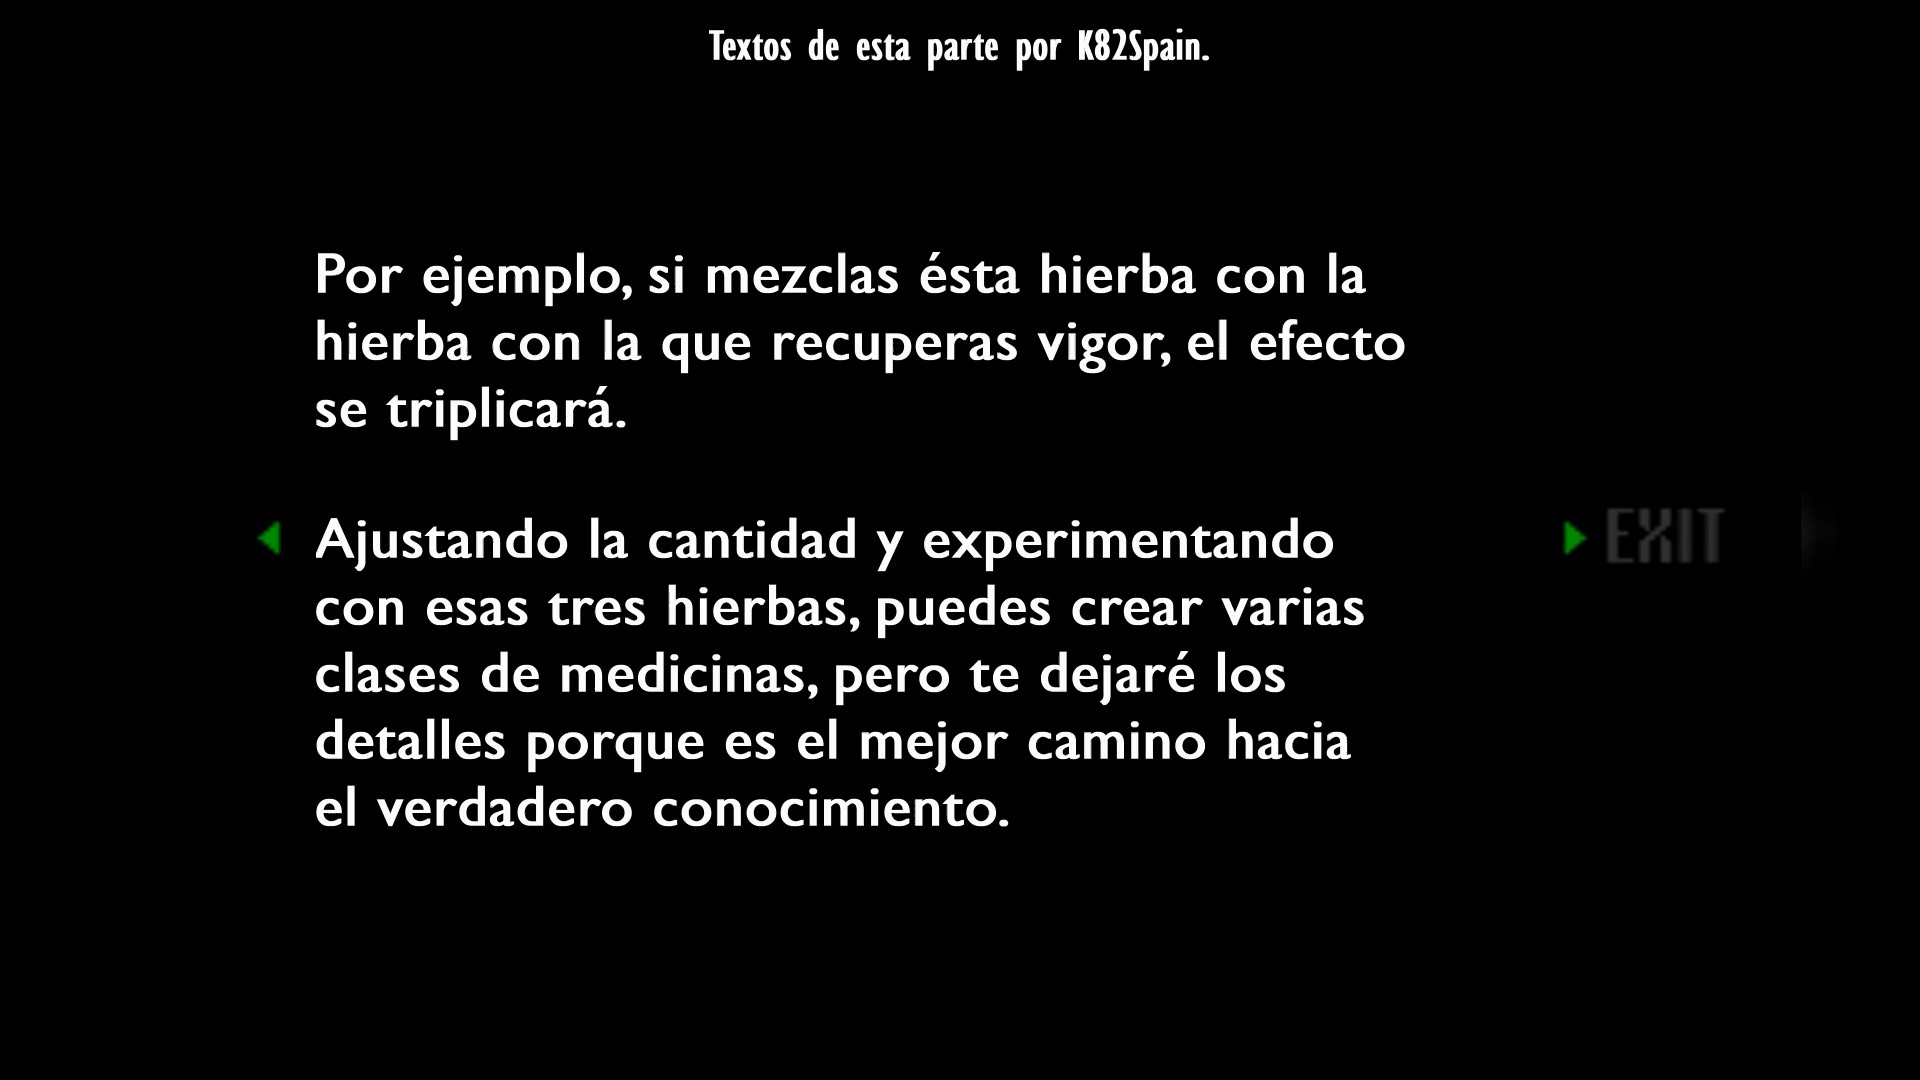 Textos de esta parte por K82Spain.
Por ejemplo, si mezclas ésta hierba con la
hierba con la que recuperas vigor, el efecto
se triplicará.
Ajustando la cantidad y experimentando
con esas tres hierbas, puedes crear varias
clases de medicinas, pero te dejaré los
detalles porque es el mejor camino hacia
el verdadero conocimiento.
EXIT